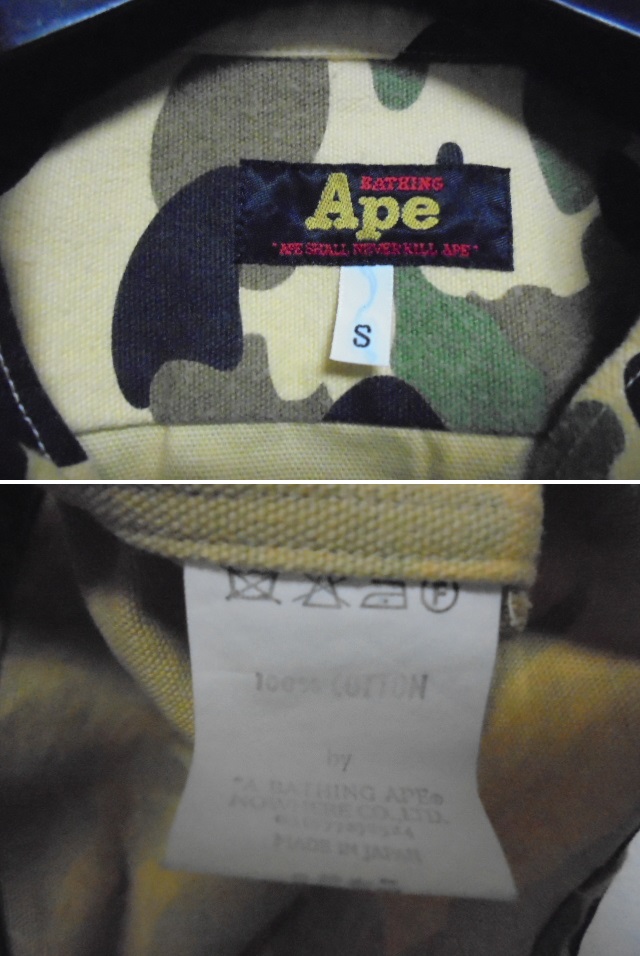 BATHING
Ape
"APE SHALL NEVER KILL APE"
S
F
100% COTTON
by
"A BATHING APE®
NOWHERE CO., LTD.
MADE IN JAPAN